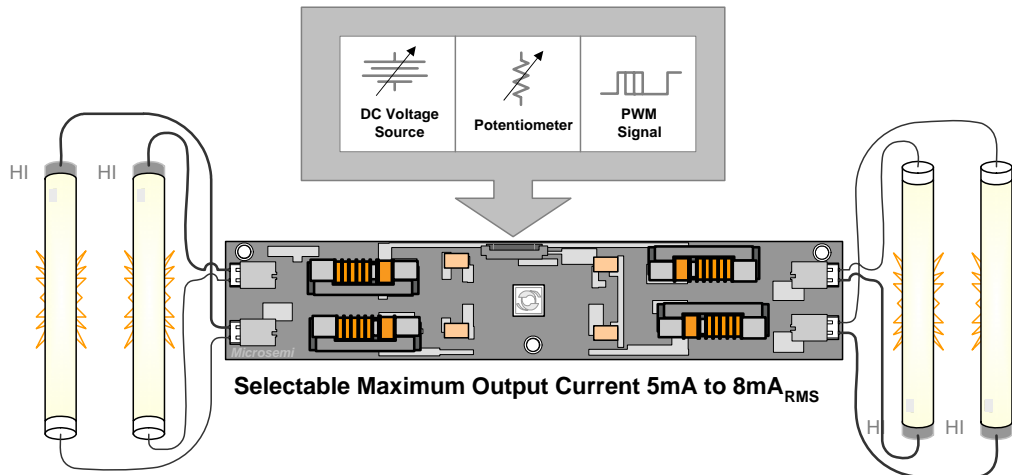 DC Voltage
Source
Potentiometer
PWM
Signal
HI
HI
Microsemi
HI
HI
Selectable Maximum Output Current 5mA to 8mARMS